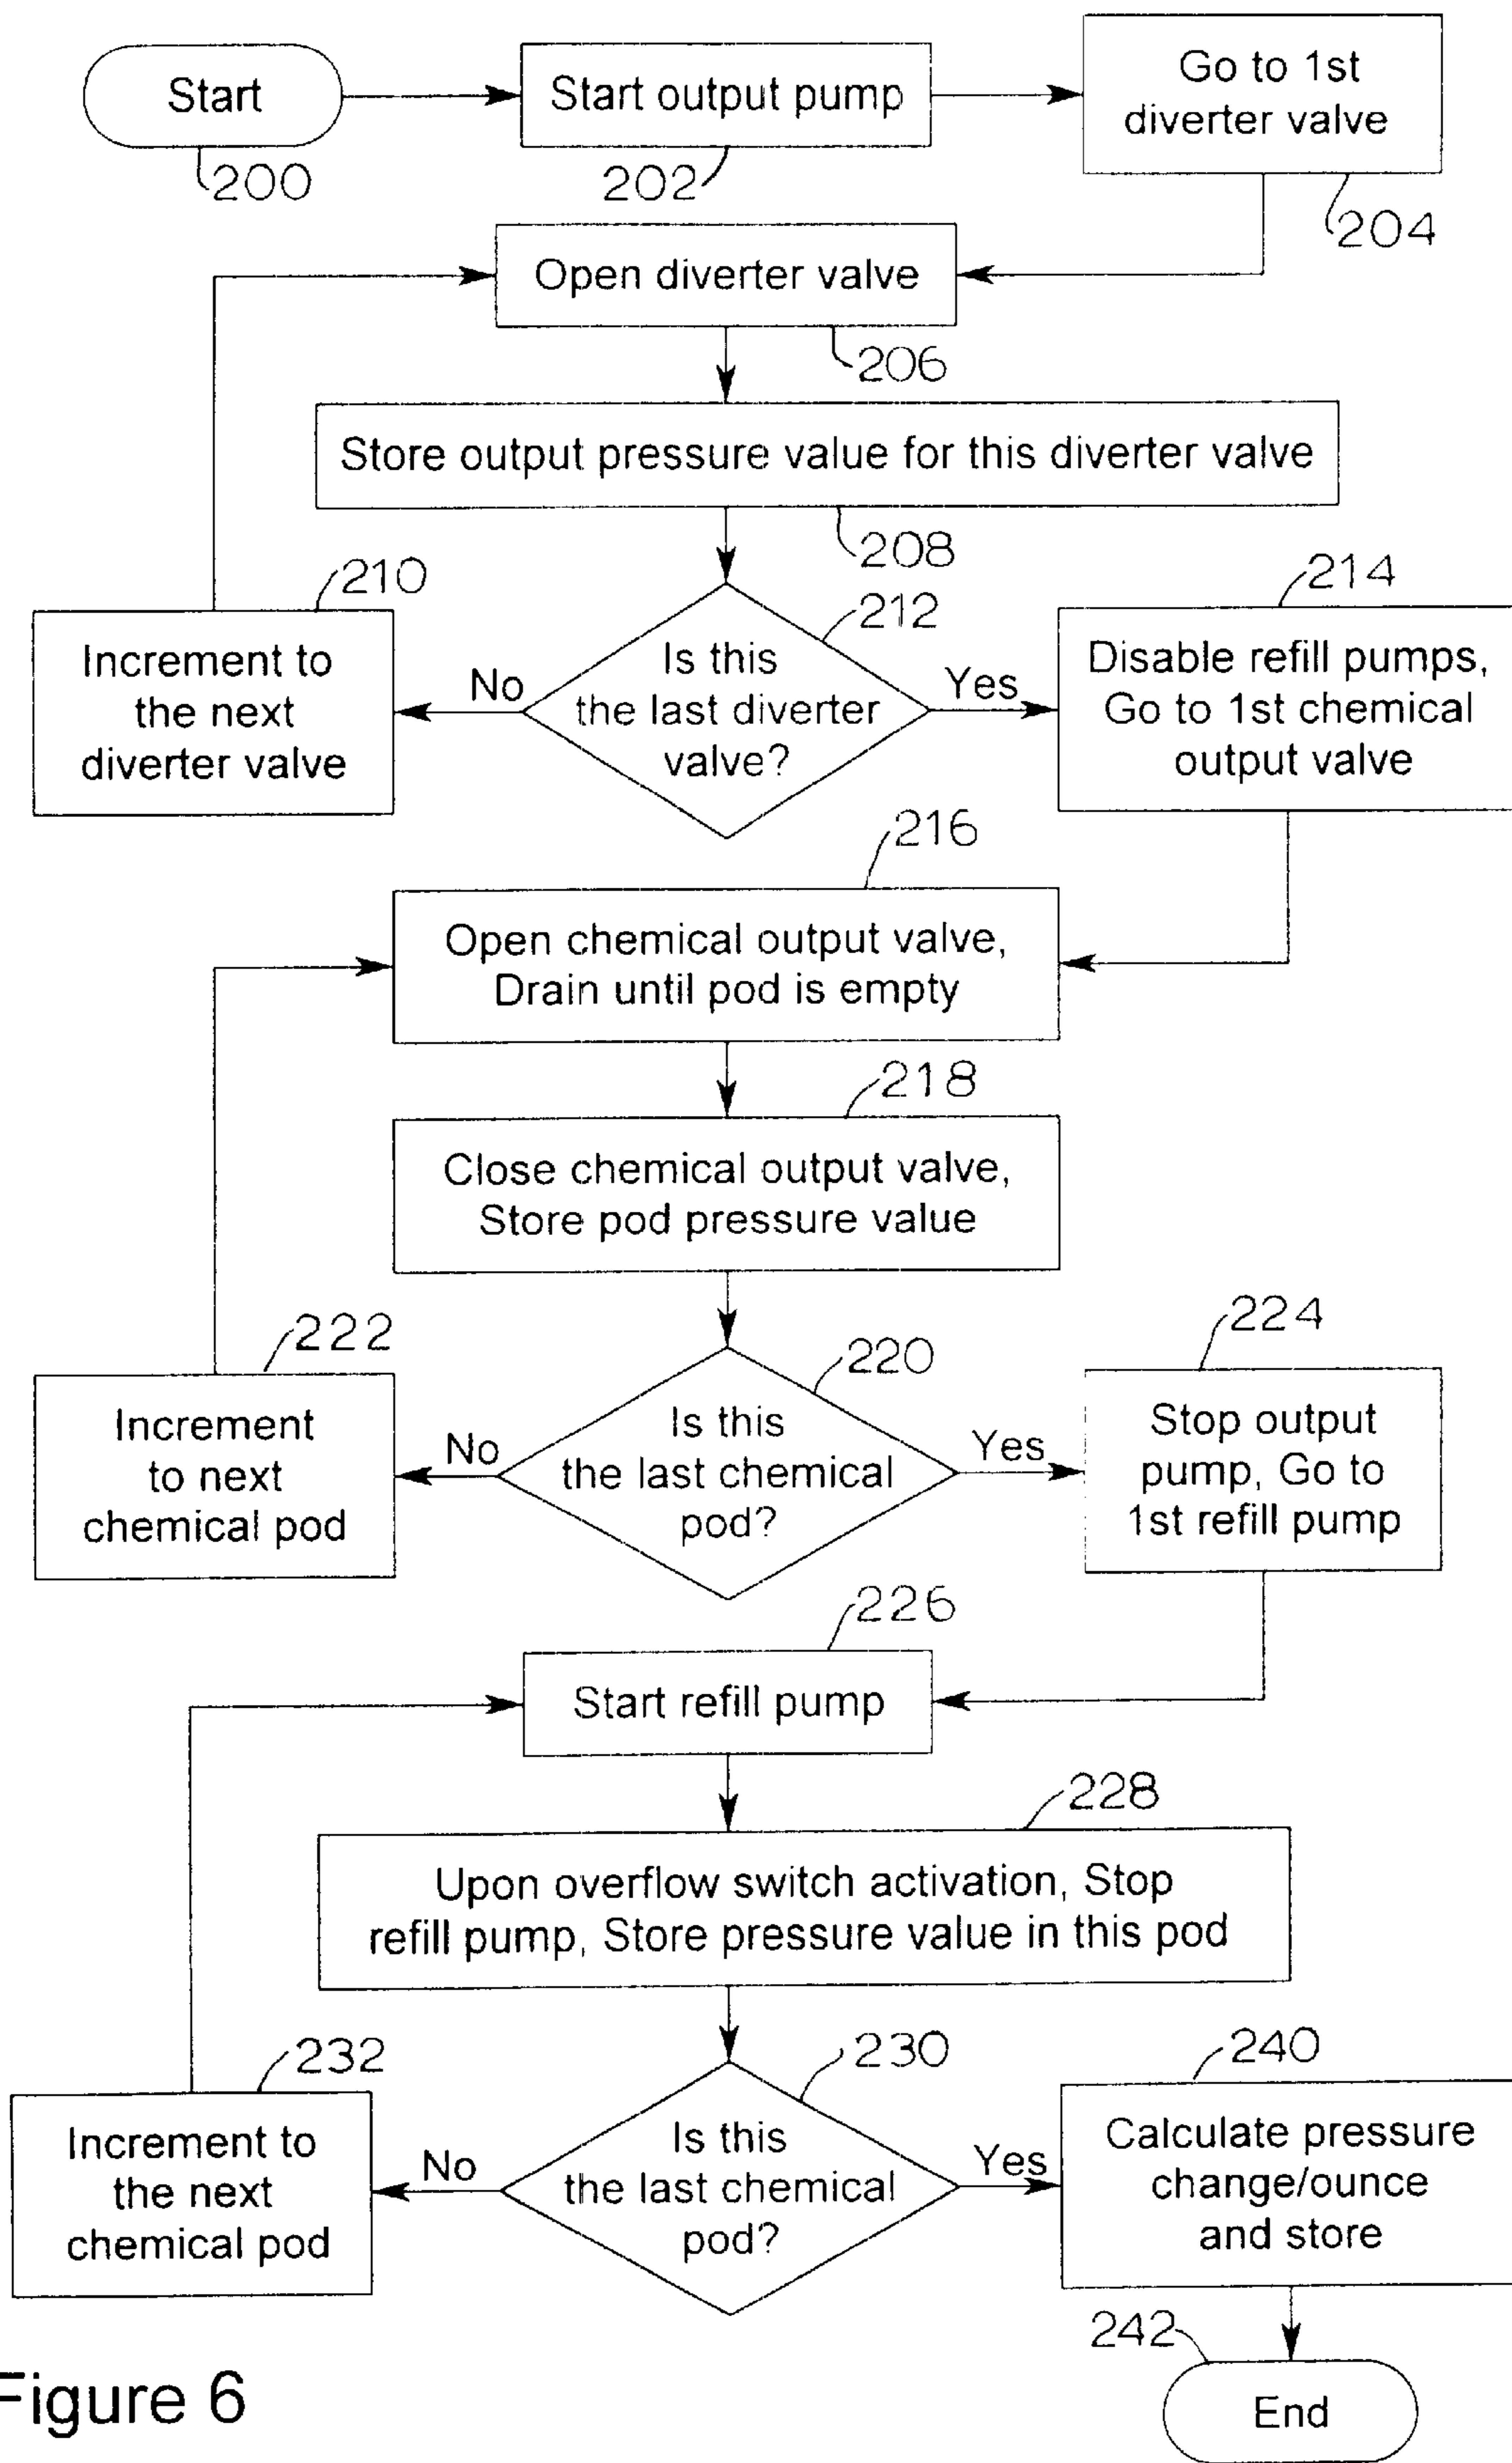 Start
200
Start output pump
202
Go to 1st
diverter valve
204
Open diverter valve
206
Store output pressure value for this diverter valve
208
210
Increment to
the next
diverter valve
No
212
Is this
the last diverter
valve?
Yes
214
Disable refill pumps,
Go to 1st chemical
output valve
216
Open chemical output valve,
Drain until pod is empty
218
Close chemical output valve,
Store pod pressure value
222
Increment
to next
chemical pod
No
220
Is this
the last chemical
pod?
Yes
224
Stop output
pump, Go to
1st refill pump
226
Start refill pump
228
Upon overflow switch activation, Stop
refill pump, Store pressure value in this pod
232
Increment to
the next
chemical pod
No
230
Is this
the last chemical
pod?
Yes
240
Calculate pressure
change/ounce
and store
242
End
Figure 6